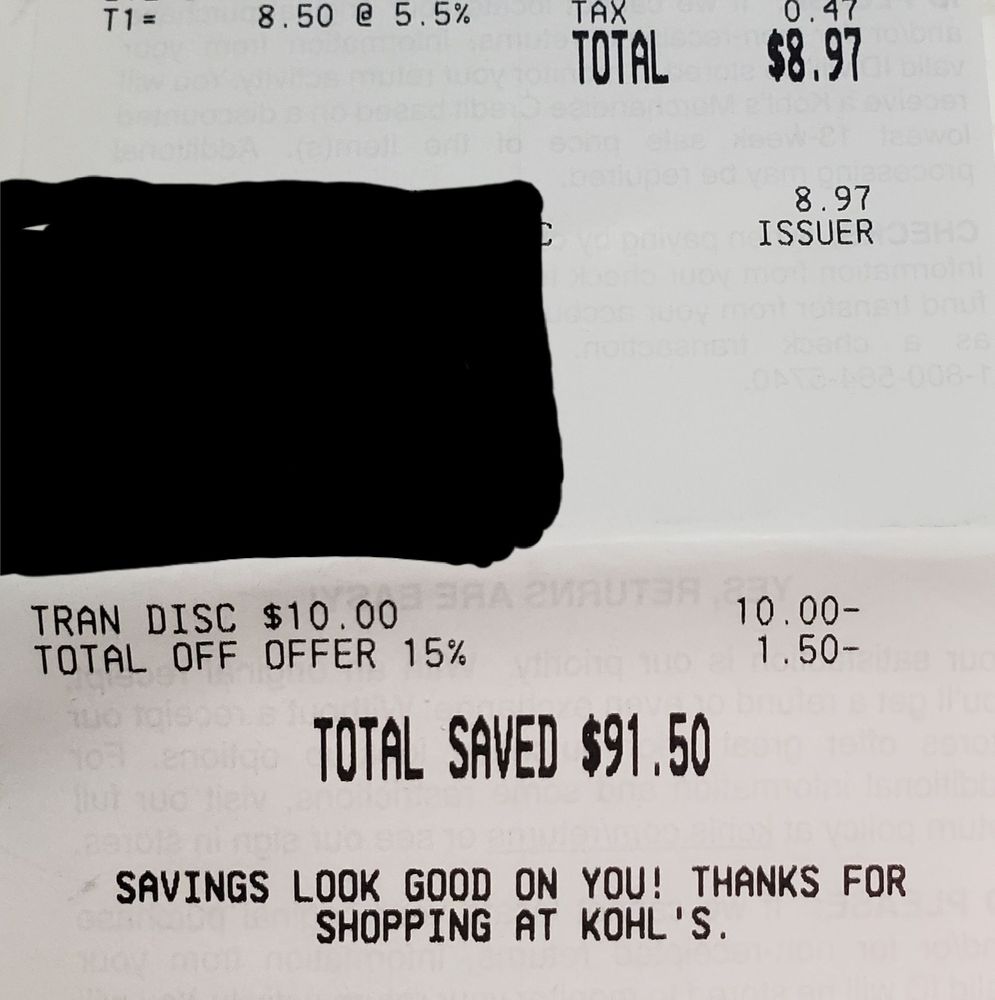 T1= 8.50 @ 5.5% TAX 0.47
TOTAL $8.97
8.97
C ISSUER
TRAN DISC $10.00 10.00-
TOTAL OFF OFFER 15% 1.50-
TOTAL SAVED $91.50
SAVINGS LOOK GOOD ON YOU! THANKS FOR
SHOPPING AT KOHL'S.